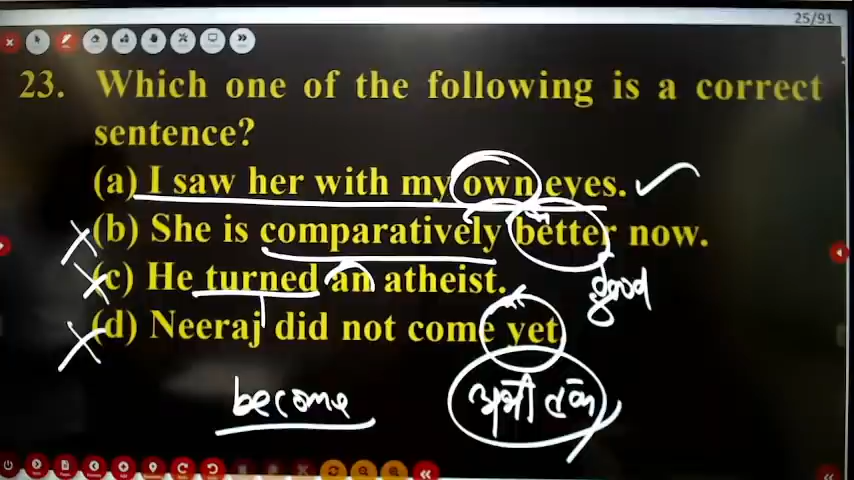 25/91
23. Which one of the following is a correct
sentence?
(a) I saw her with my own eyes.
(b) She is comparatively better now.
(c) He turned an atheist.
good
(d) Neeraj did not come yet
become
अभी तक